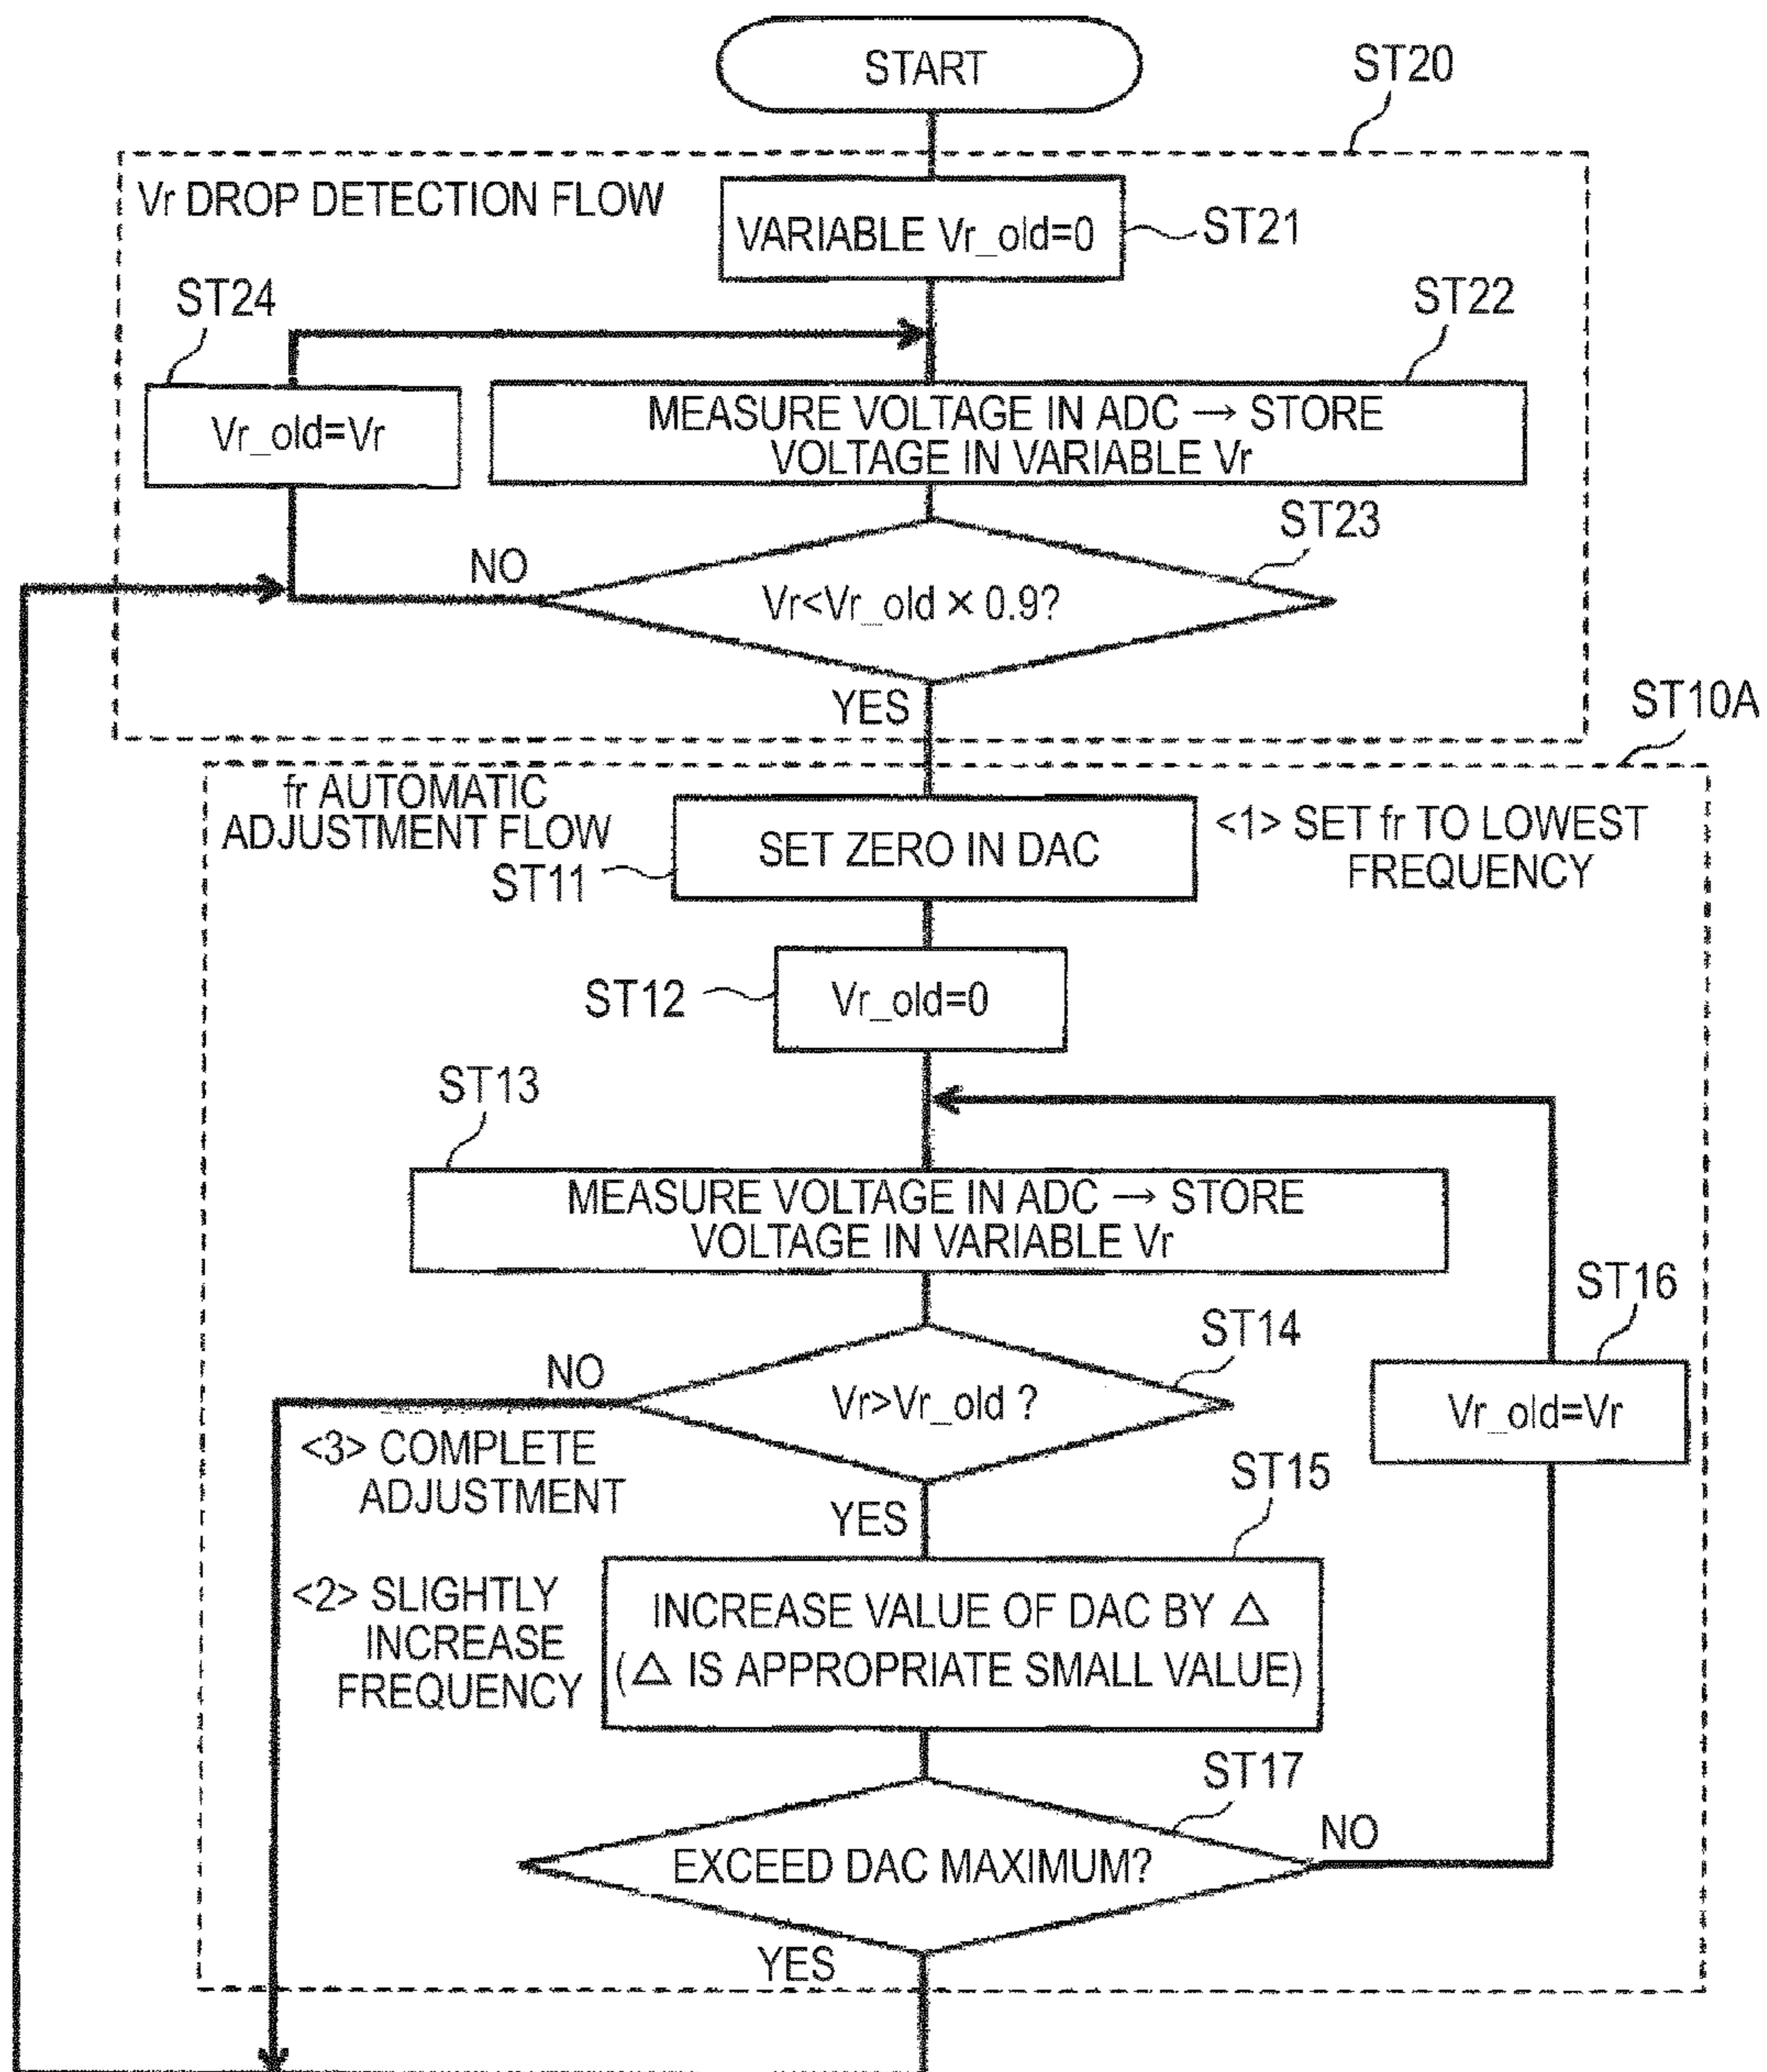 START
ST20
Vr DROP DETECTION FLOW
VARIABLE Vr_old=0
ST21
ST24
ST22
Vr_old=Vr
MEASURE VOLTAGE IN ADC → STORE
VOLTAGE IN VARIABLE Vr
ST23
NO
Vr<Vr_old × 0.9?
YES
ST10A
fr AUTOMATIC
ADJUSTMENT FLOW
ST11
SET ZERO IN DAC
<1> SET fr TO LOWEST
FREQUENCY
ST12
Vr_old=0
ST13
MEASURE VOLTAGE IN ADC → STORE
VOLTAGE IN VARIABLE Vr
ST16
ST14
NO
Vr>Vr_old ?
Vr_old=Vr
<3> COMPLETE
ADJUSTMENT
ST15
YES
<2> SLIGHTLY
INCREASE
FREQUENCY
INCREASE VALUE OF DAC BY △
(△ IS APPROPRIATE SMALL VALUE)
ST17
NO
EXCEED DAC MAXIMUM?
YES